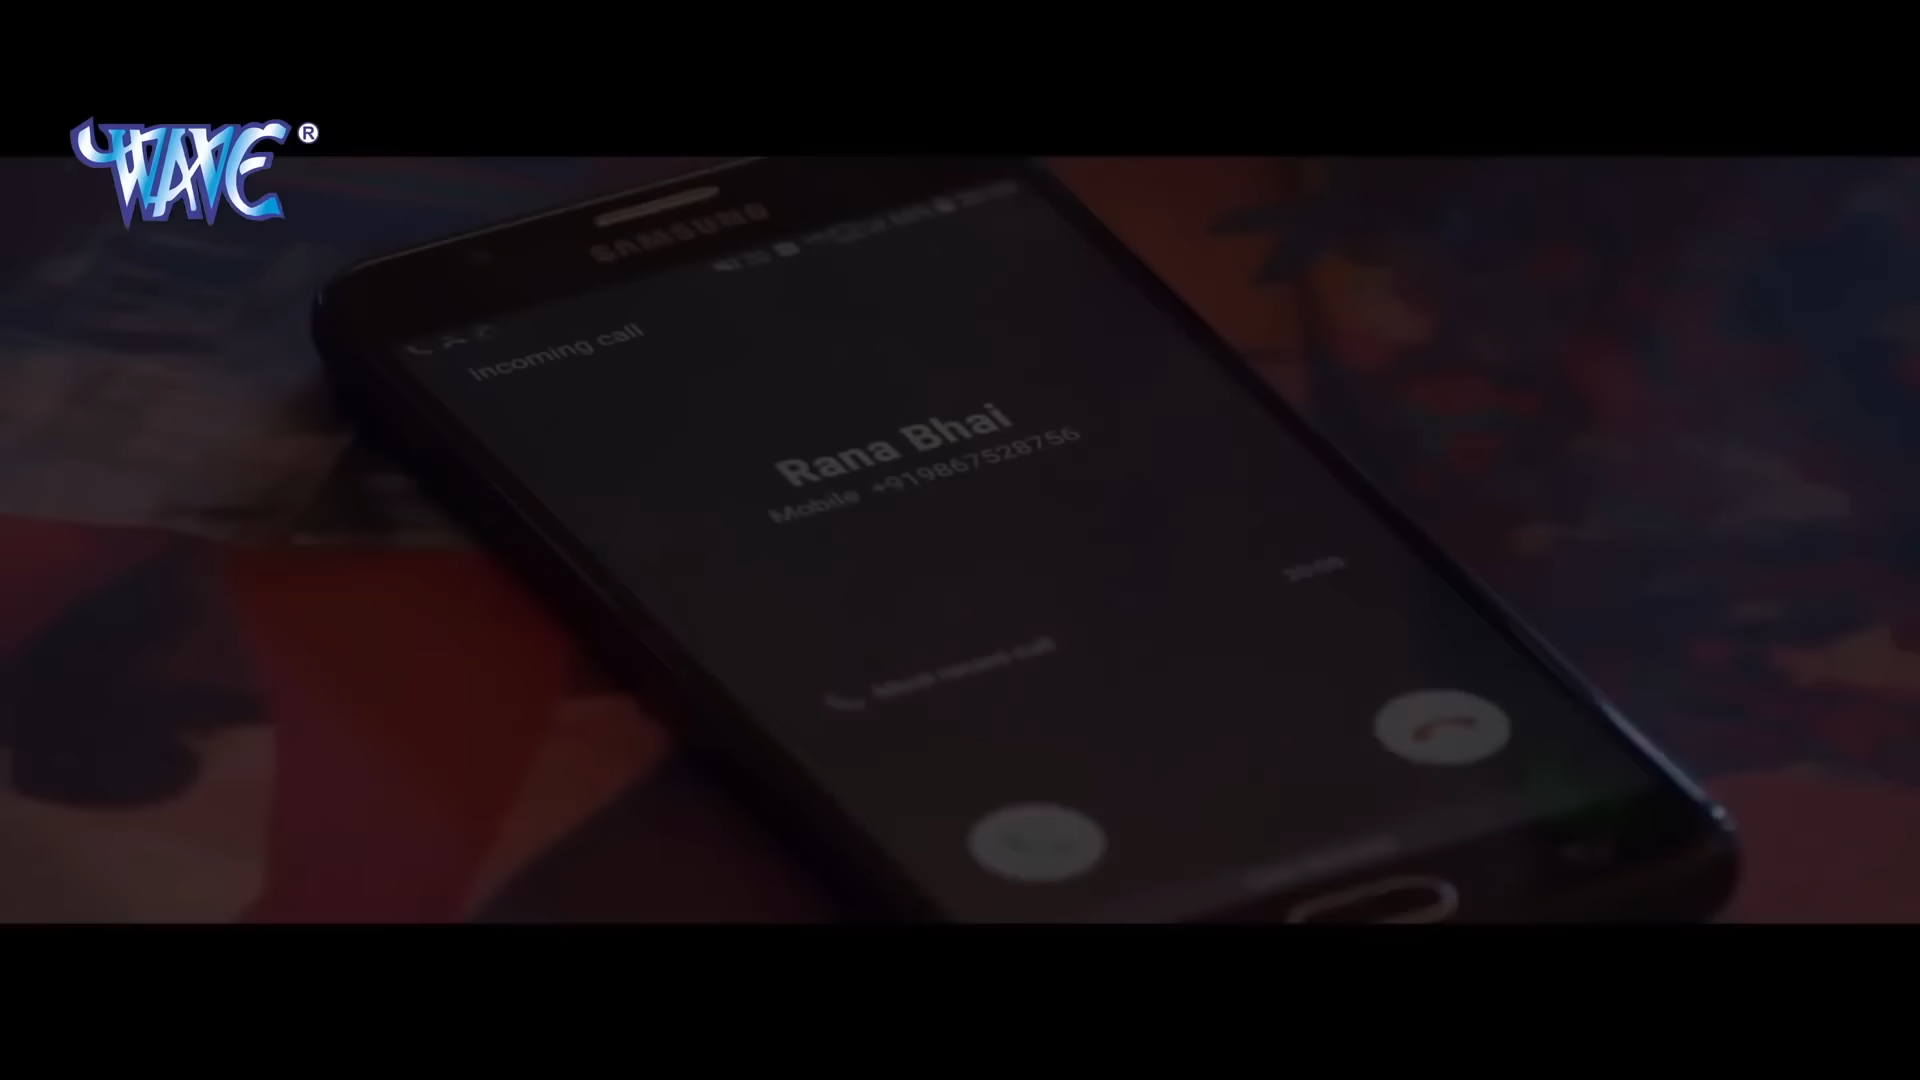 WAVE ®
SAMSUNG
Incoming call
Rana Bhai
Mobile +919867528756